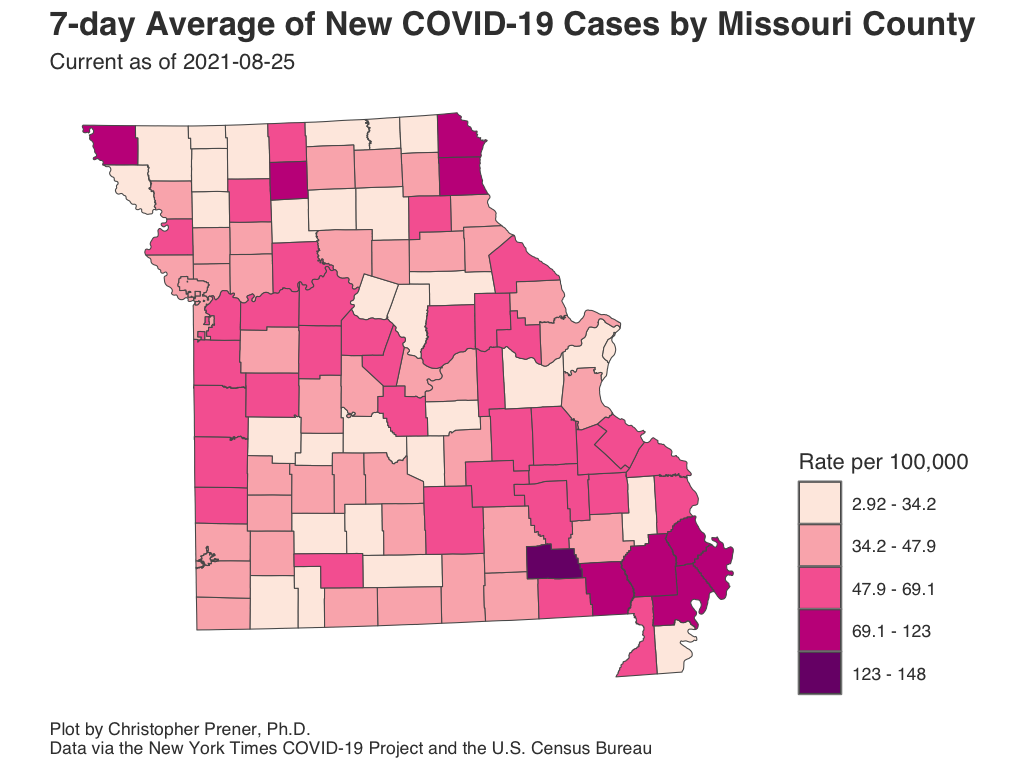 7-day Average of New COVID-19 Cases by Missouri County
Current as of 2021-08-25
Rate per 100,000
2.92 - 34.2
34.2 - 47.9
47.9 - 69.1
69.1 - 123
123 - 148
Plot by Christopher Prener, Ph.D.
Data via the New York Times COVID-19 Project and the U.S. Census Bureau